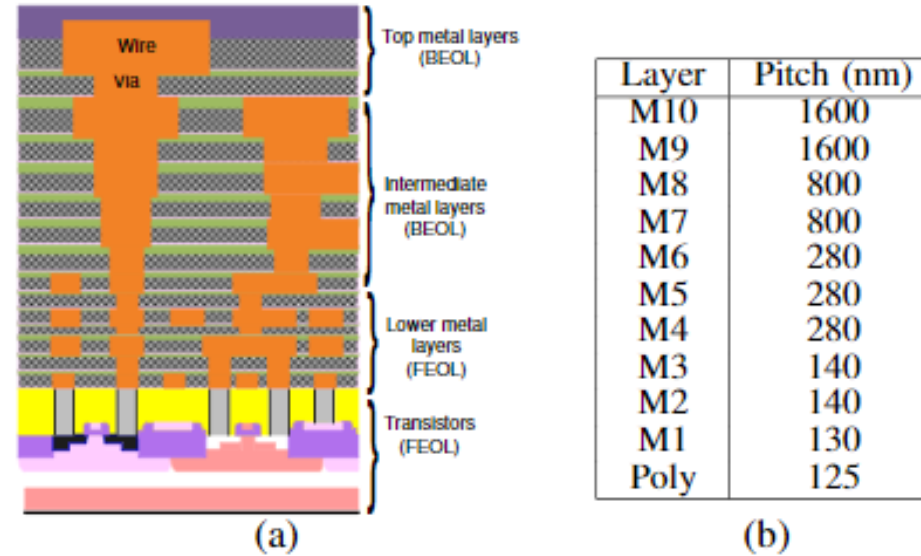 Wire
via
Top metal layers
(BEOL)
Intermediate
metal layers
(BEOL)
Lower metal
layers
(FEOL)
Transistors
(FEOL)
(a)
Layer Pitch (nm)
M10 1600
M9 1600
M8 800
M7 800
M6 280
M5 280
M4 280
M3 140
M2 140
M1 130
Poly 125
(b)